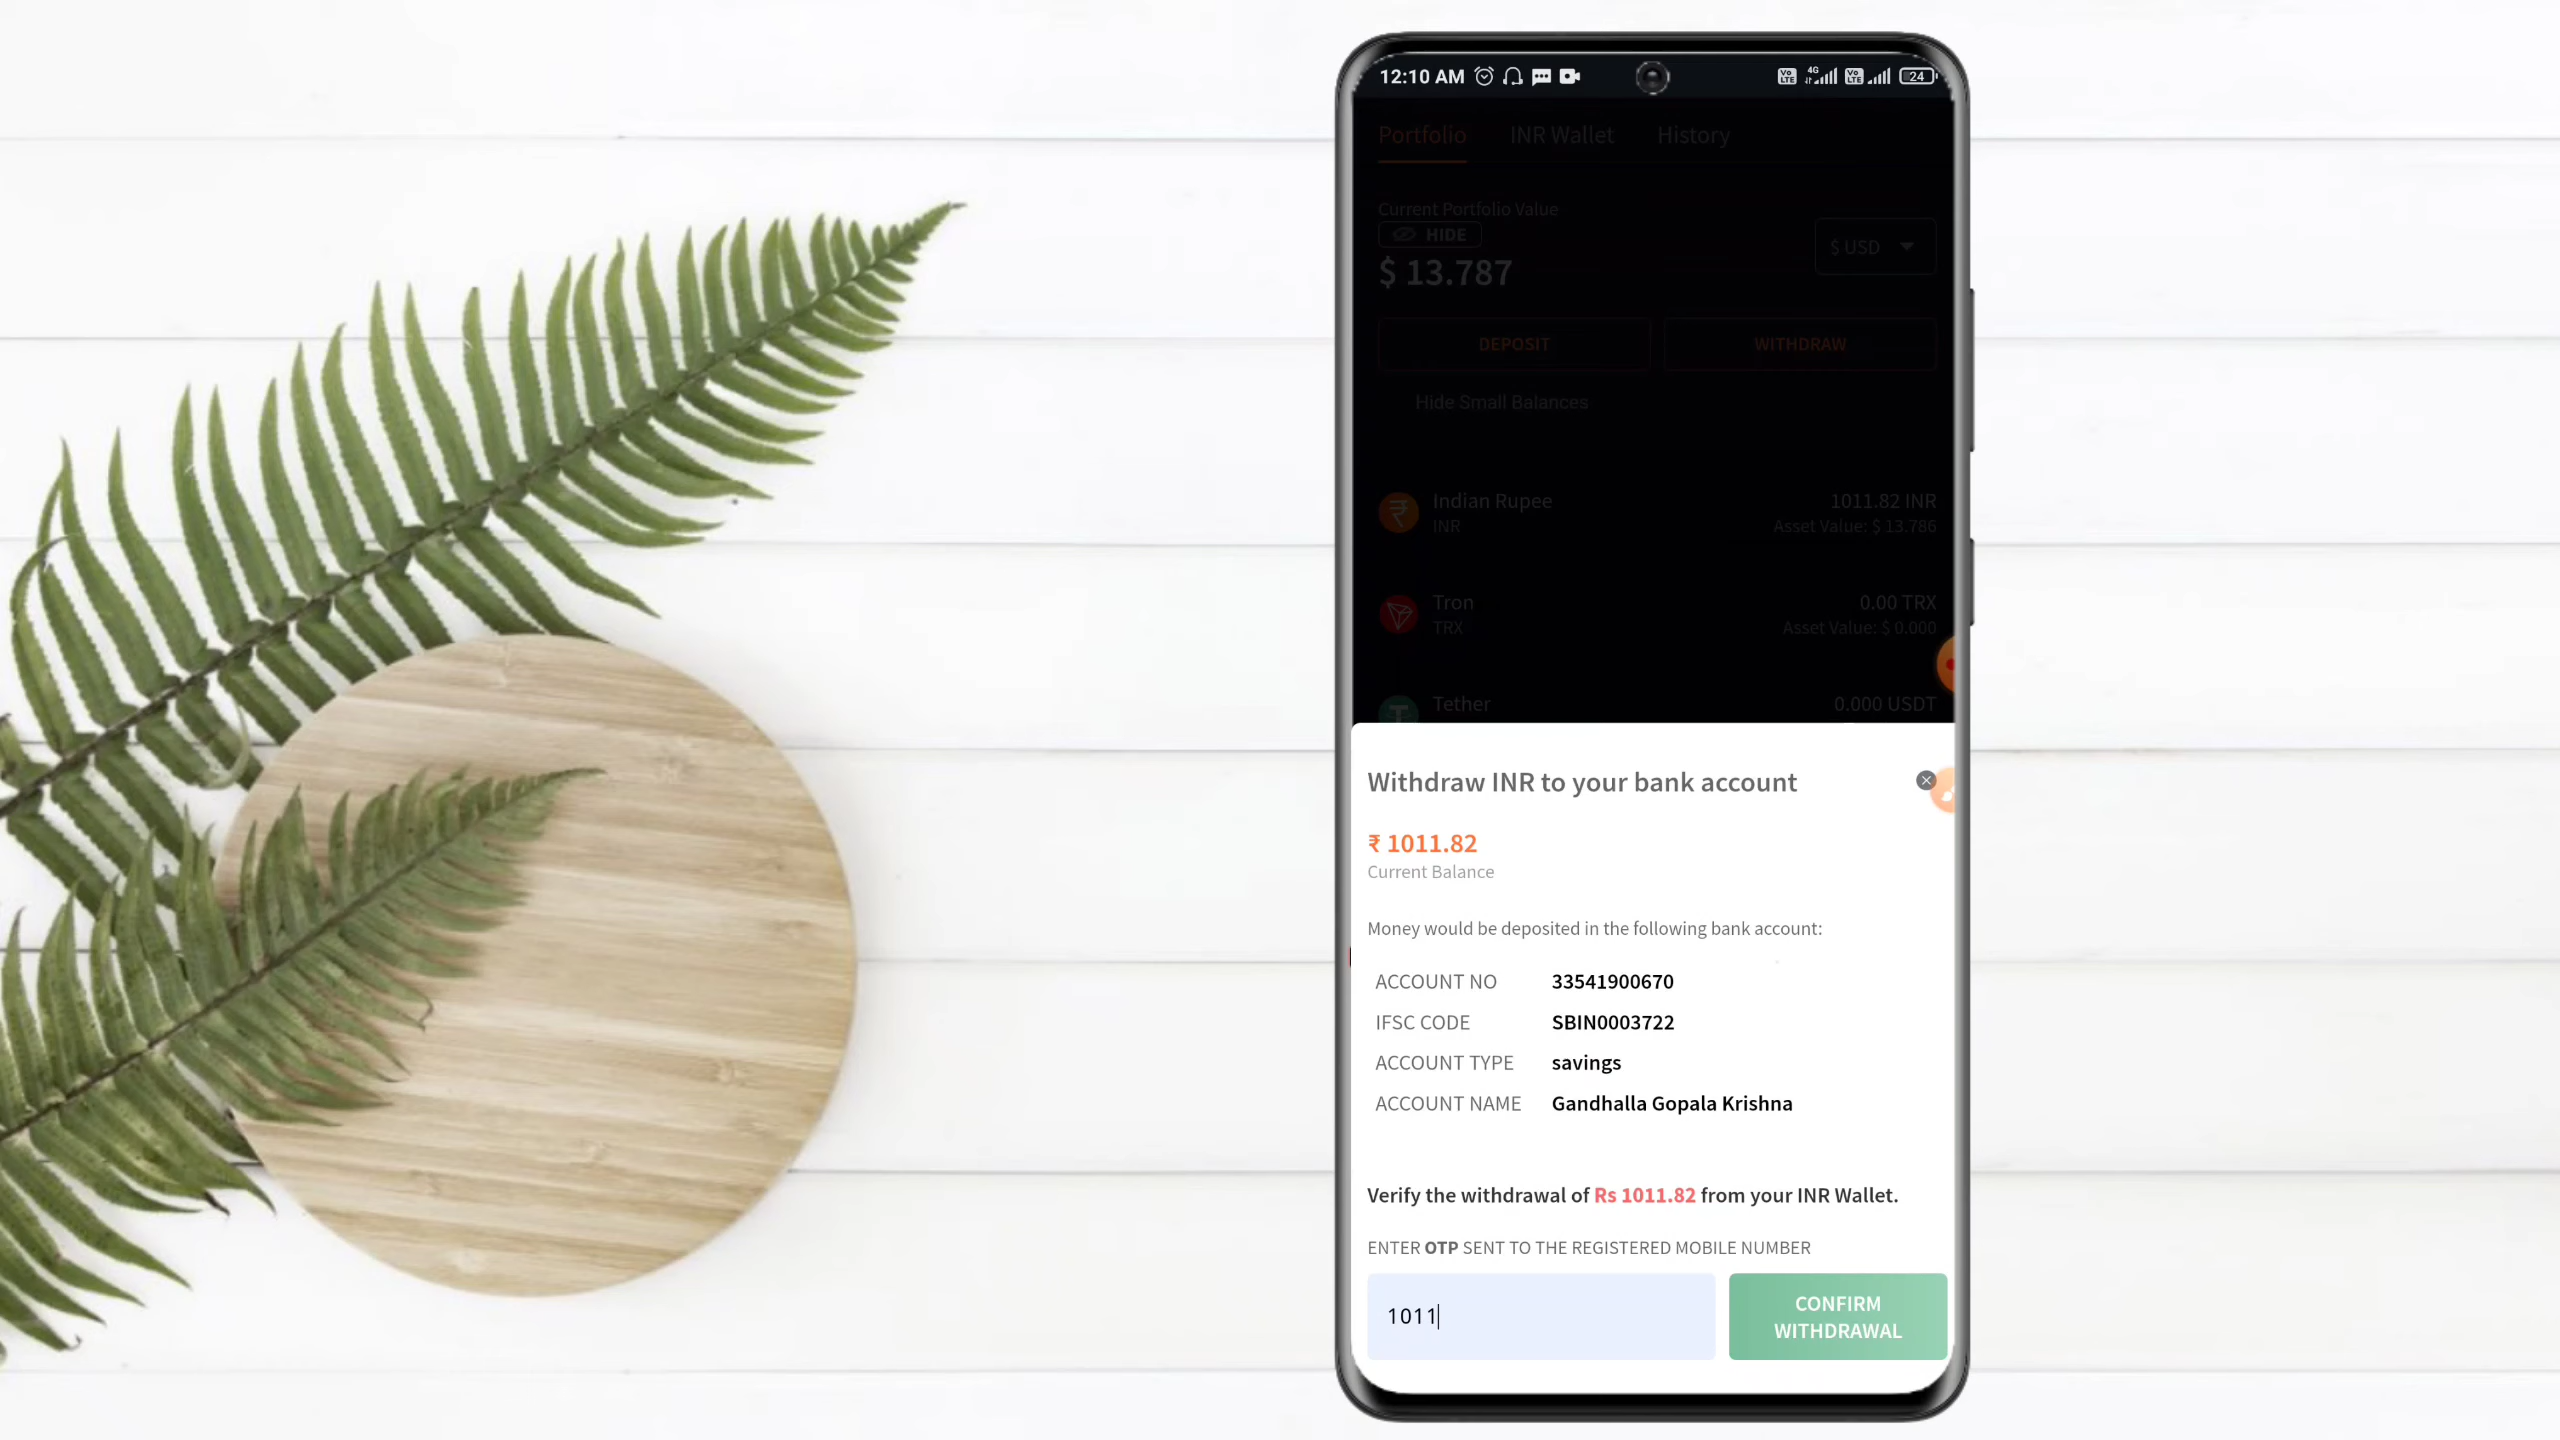 12:10 AM 4G 24
Portfolio INR Wallet History
Current Portfolio Value
HIDE
$ USD
$ 13.787
DEPOSIT WITHDRAW
Hide Small Balances
Indian Rupee 1011.82 INR
INR Asset Value: $ 13.786
Tron 0.00 TRX
TRX Asset Value: $ 0.000
Tether 0.000 USDT
Withdraw INR to your bank account
₹ 1011.82
Current Balance
Money would be deposited in the following bank account:
ACCOUNT NO 33541900670
IFSC CODE SBIN0003722
ACCOUNT TYPE savings
ACCOUNT NAME Gandhalla Gopala Krishna
Verify the withdrawal of Rs 1011.82 from your INR Wallet.
ENTER OTP SENT TO THE REGISTERED MOBILE NUMBER
1011
CONFIRM
WITHDRAWAL